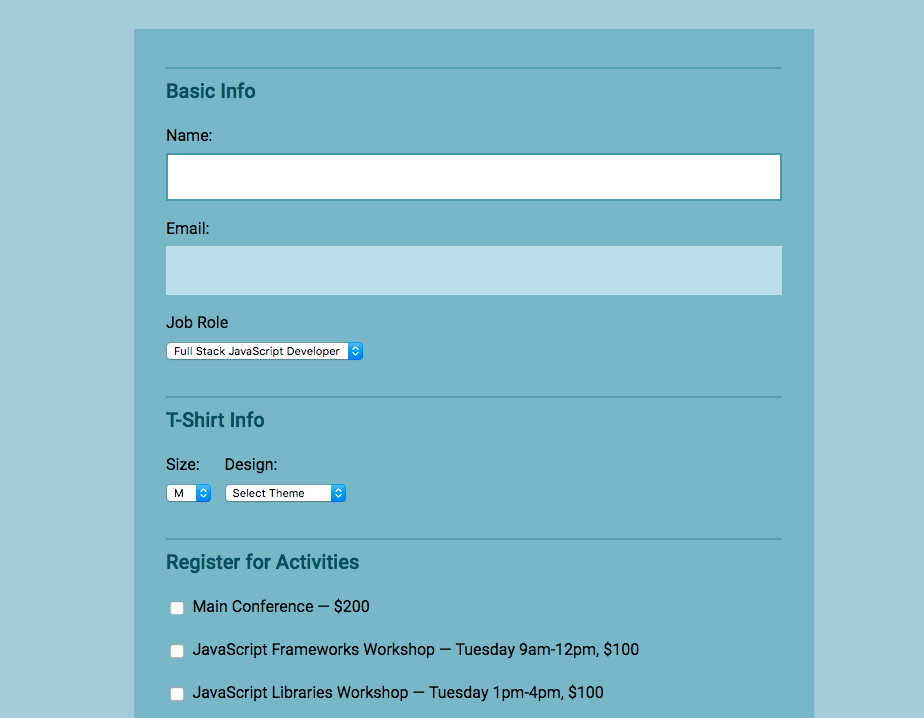 Basic Info
Name:
Email:
Job Role
Full Stack JavaScript Developer
T-Shirt Info
Size: Design:
M Select Theme
Register for Activities
Main Conference — $200
JavaScript Frameworks Workshop — Tuesday 9am-12pm, $100
JavaScript Libraries Workshop — Tuesday 1pm-4pm, $100